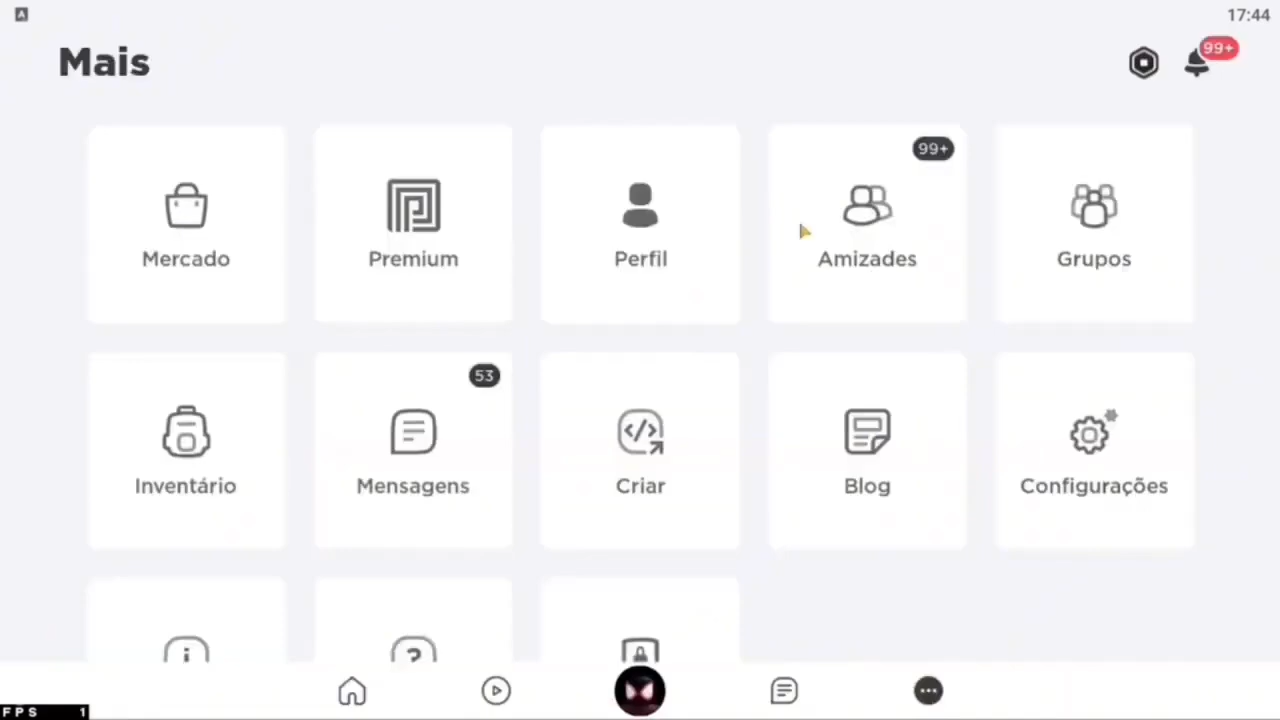 A 17:44
Mais
99+
99+
Mercado Premium Perfil Amizades Grupos
53
Inventário Mensagens Criar Blog Configurações
i ?
FPS 1